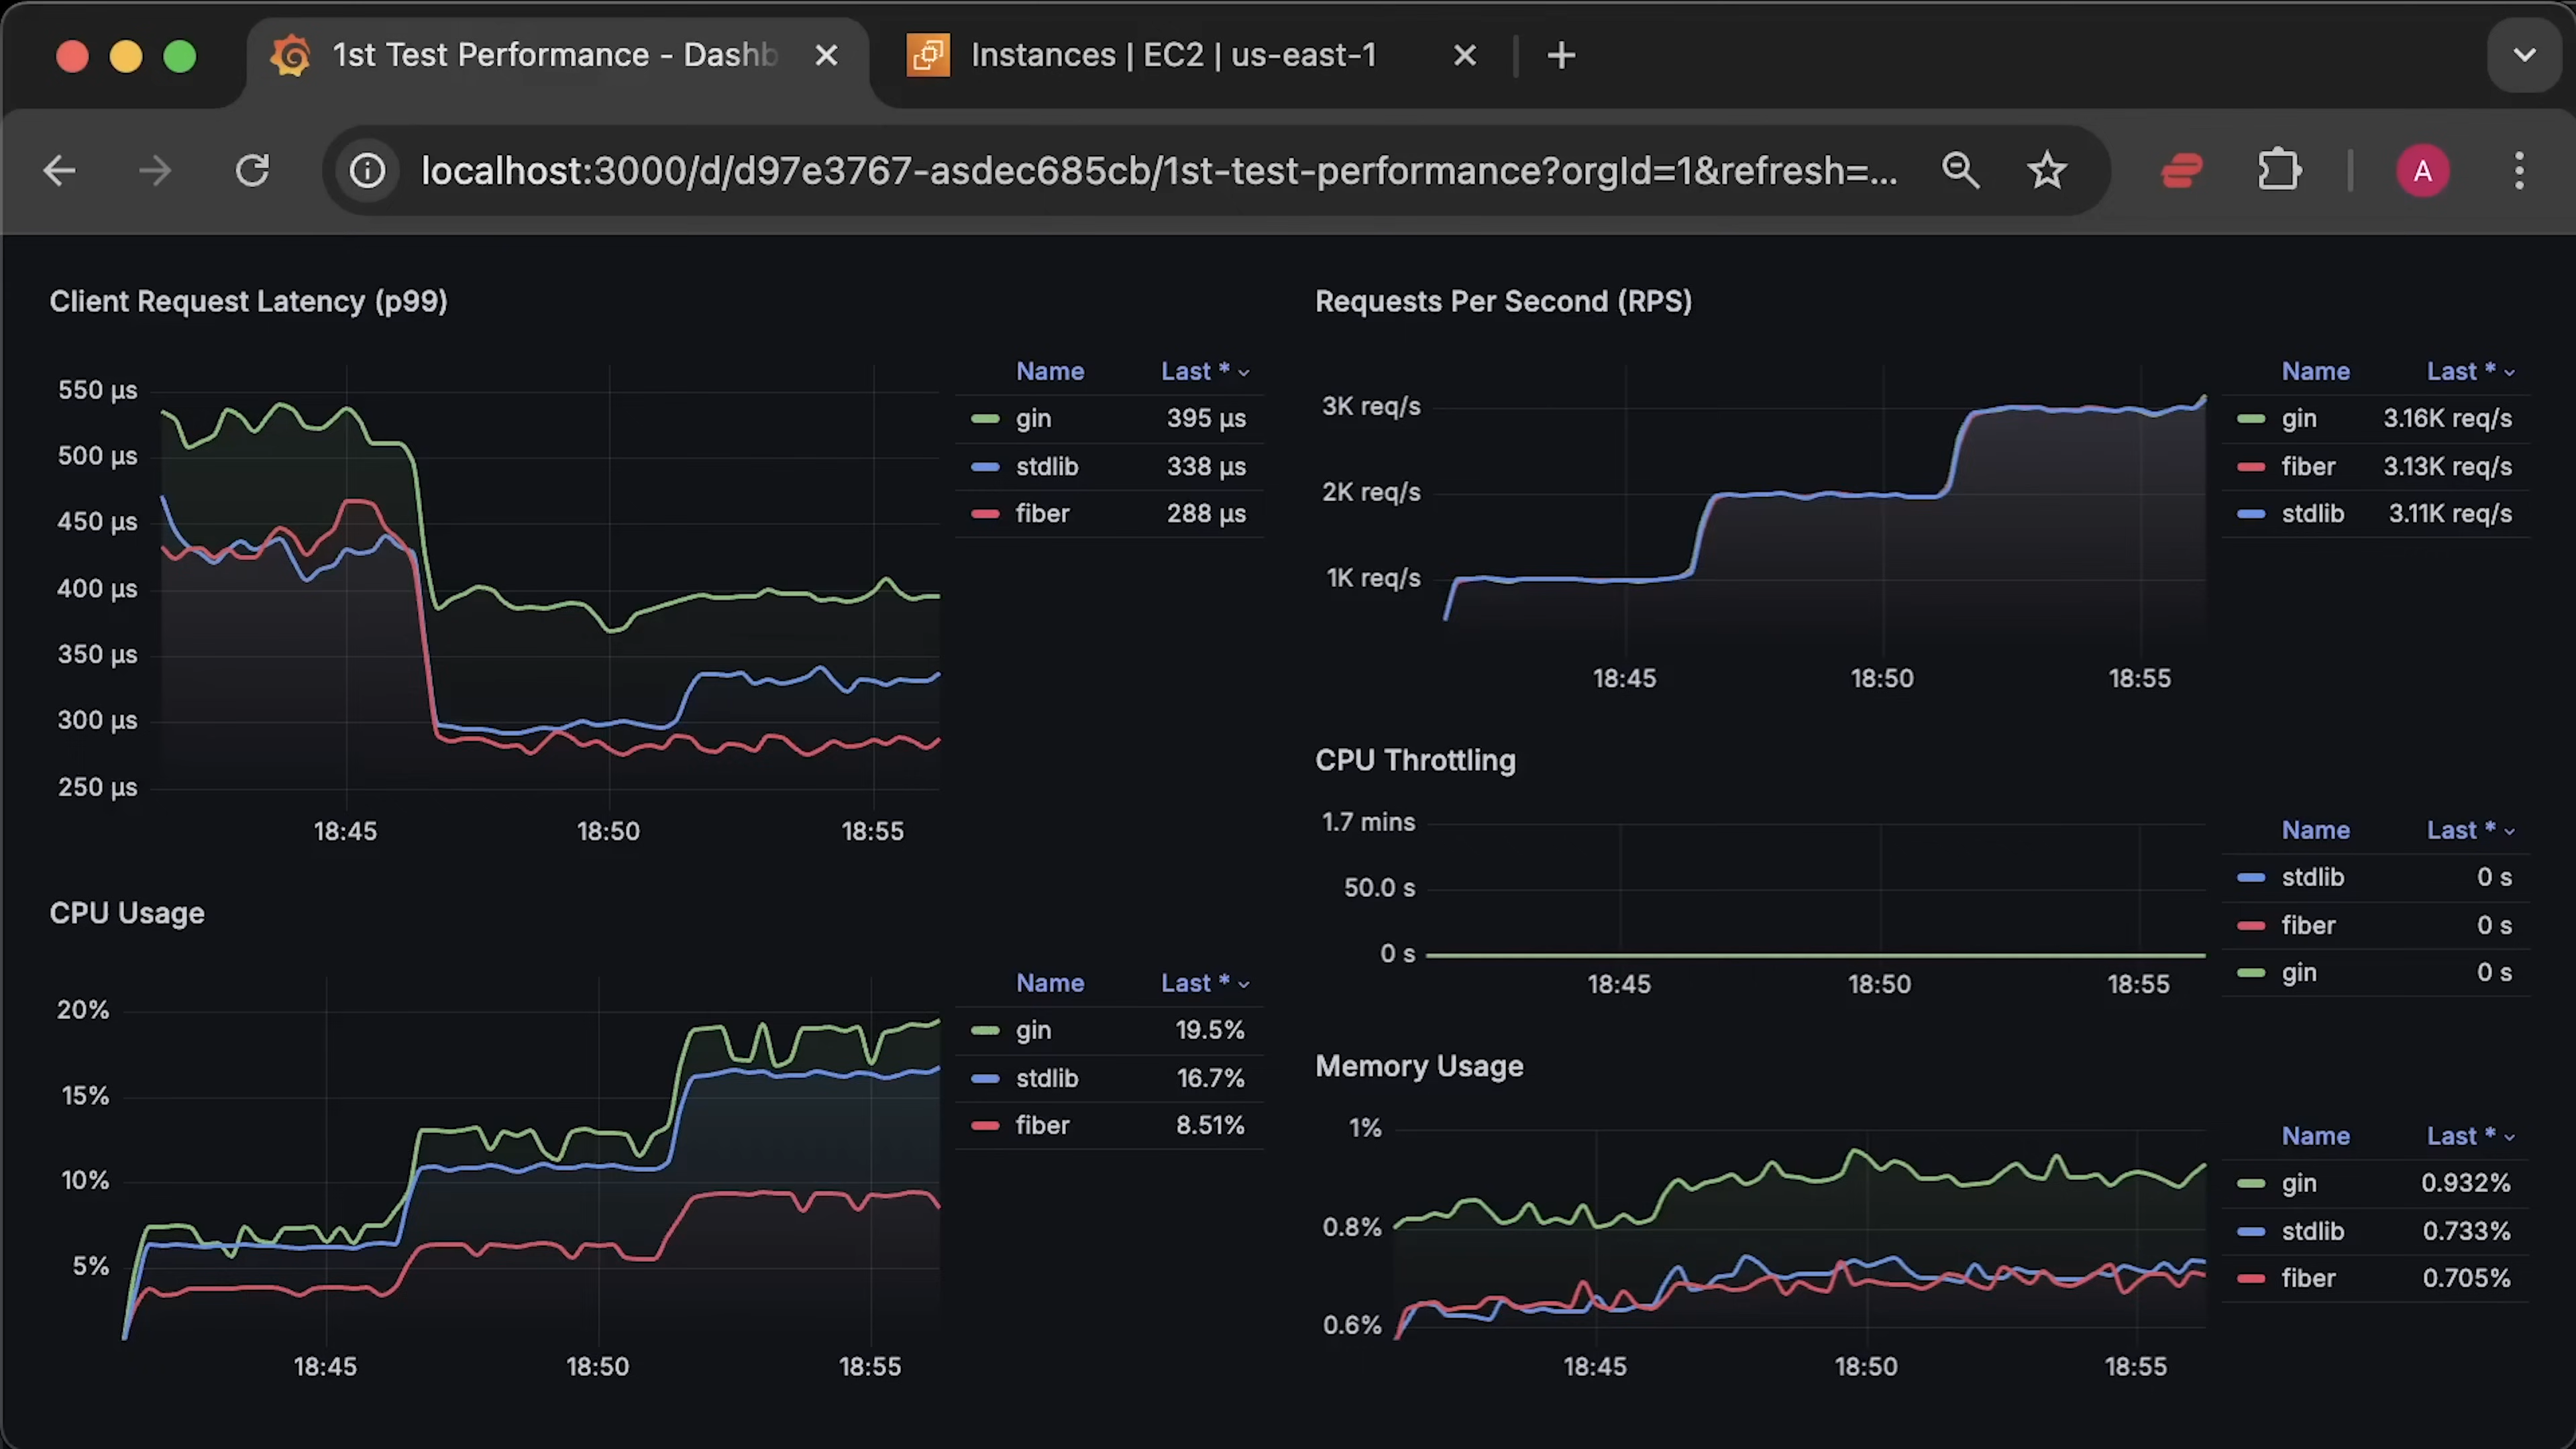 1st Test Performance - Dashb
Instances | EC2 | us-east-1
localhost:3000/d/d97e3767-asdec685cb/1st-test-performance?orgId=1&refresh=...
A
Client Request Latency (p99)
550 µs
500 µs
450 µs
400 µs
350 µs
300 µs
250 µs
18:45 18:50 18:55
Name Last *
gin 395 µs
stdlib 338 µs
fiber 288 µs
Requests Per Second (RPS)
3K req/s
2K req/s
1K req/s
18:45 18:50 18:55
Name Last *
gin 3.16K req/s
fiber 3.13K req/s
stdlib 3.11K req/s
CPU Throttling
1.7 mins
50.0 s
0 s
18:45 18:50 18:55
Name Last *
stdlib 0 s
fiber 0 s
gin 0 s
CPU Usage
20%
15%
10%
5%
18:45 18:50 18:55
Name Last *
gin 19.5%
stdlib 16.7%
fiber 8.51%
Memory Usage
1%
0.8%
0.6%
18:45 18:50 18:55
Name Last *
gin 0.932%
stdlib 0.733%
fiber 0.705%